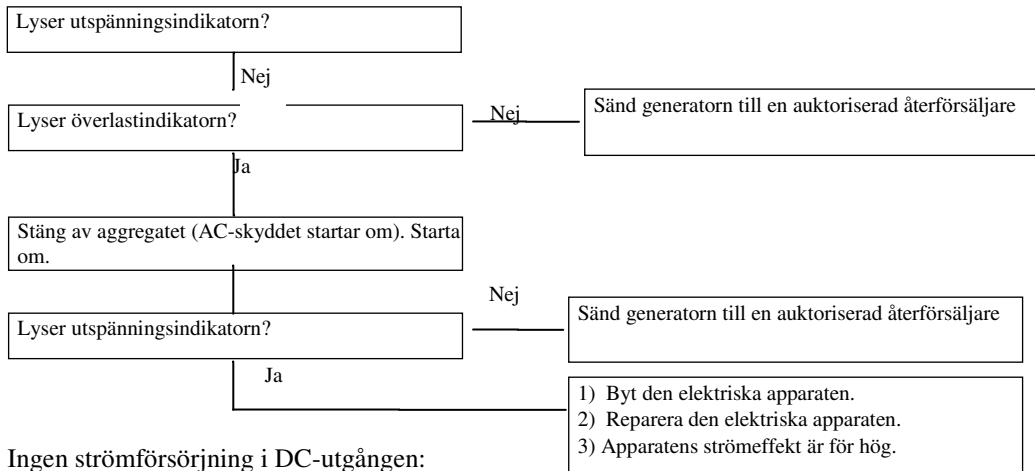 Lyser utspänningsindikatorn?
Nej
Lyser överlastindikatorn?
Nej
Sänd generatorn till en auktoriserad återförsäljare
Ja
Stäng av aggregatet (AC-skyddet startar om). Starta
om.
Nej
Lyser utspänningsindikatorn?
Sänd generatorn till en auktoriserad återförsäljare
Ja
1) Byt den elektriska apparaten.
2) Reparera den elektriska apparaten.
3) Apparatens strömeffekt är för hög.
Ingen strömförsörjning i DC-utgången: